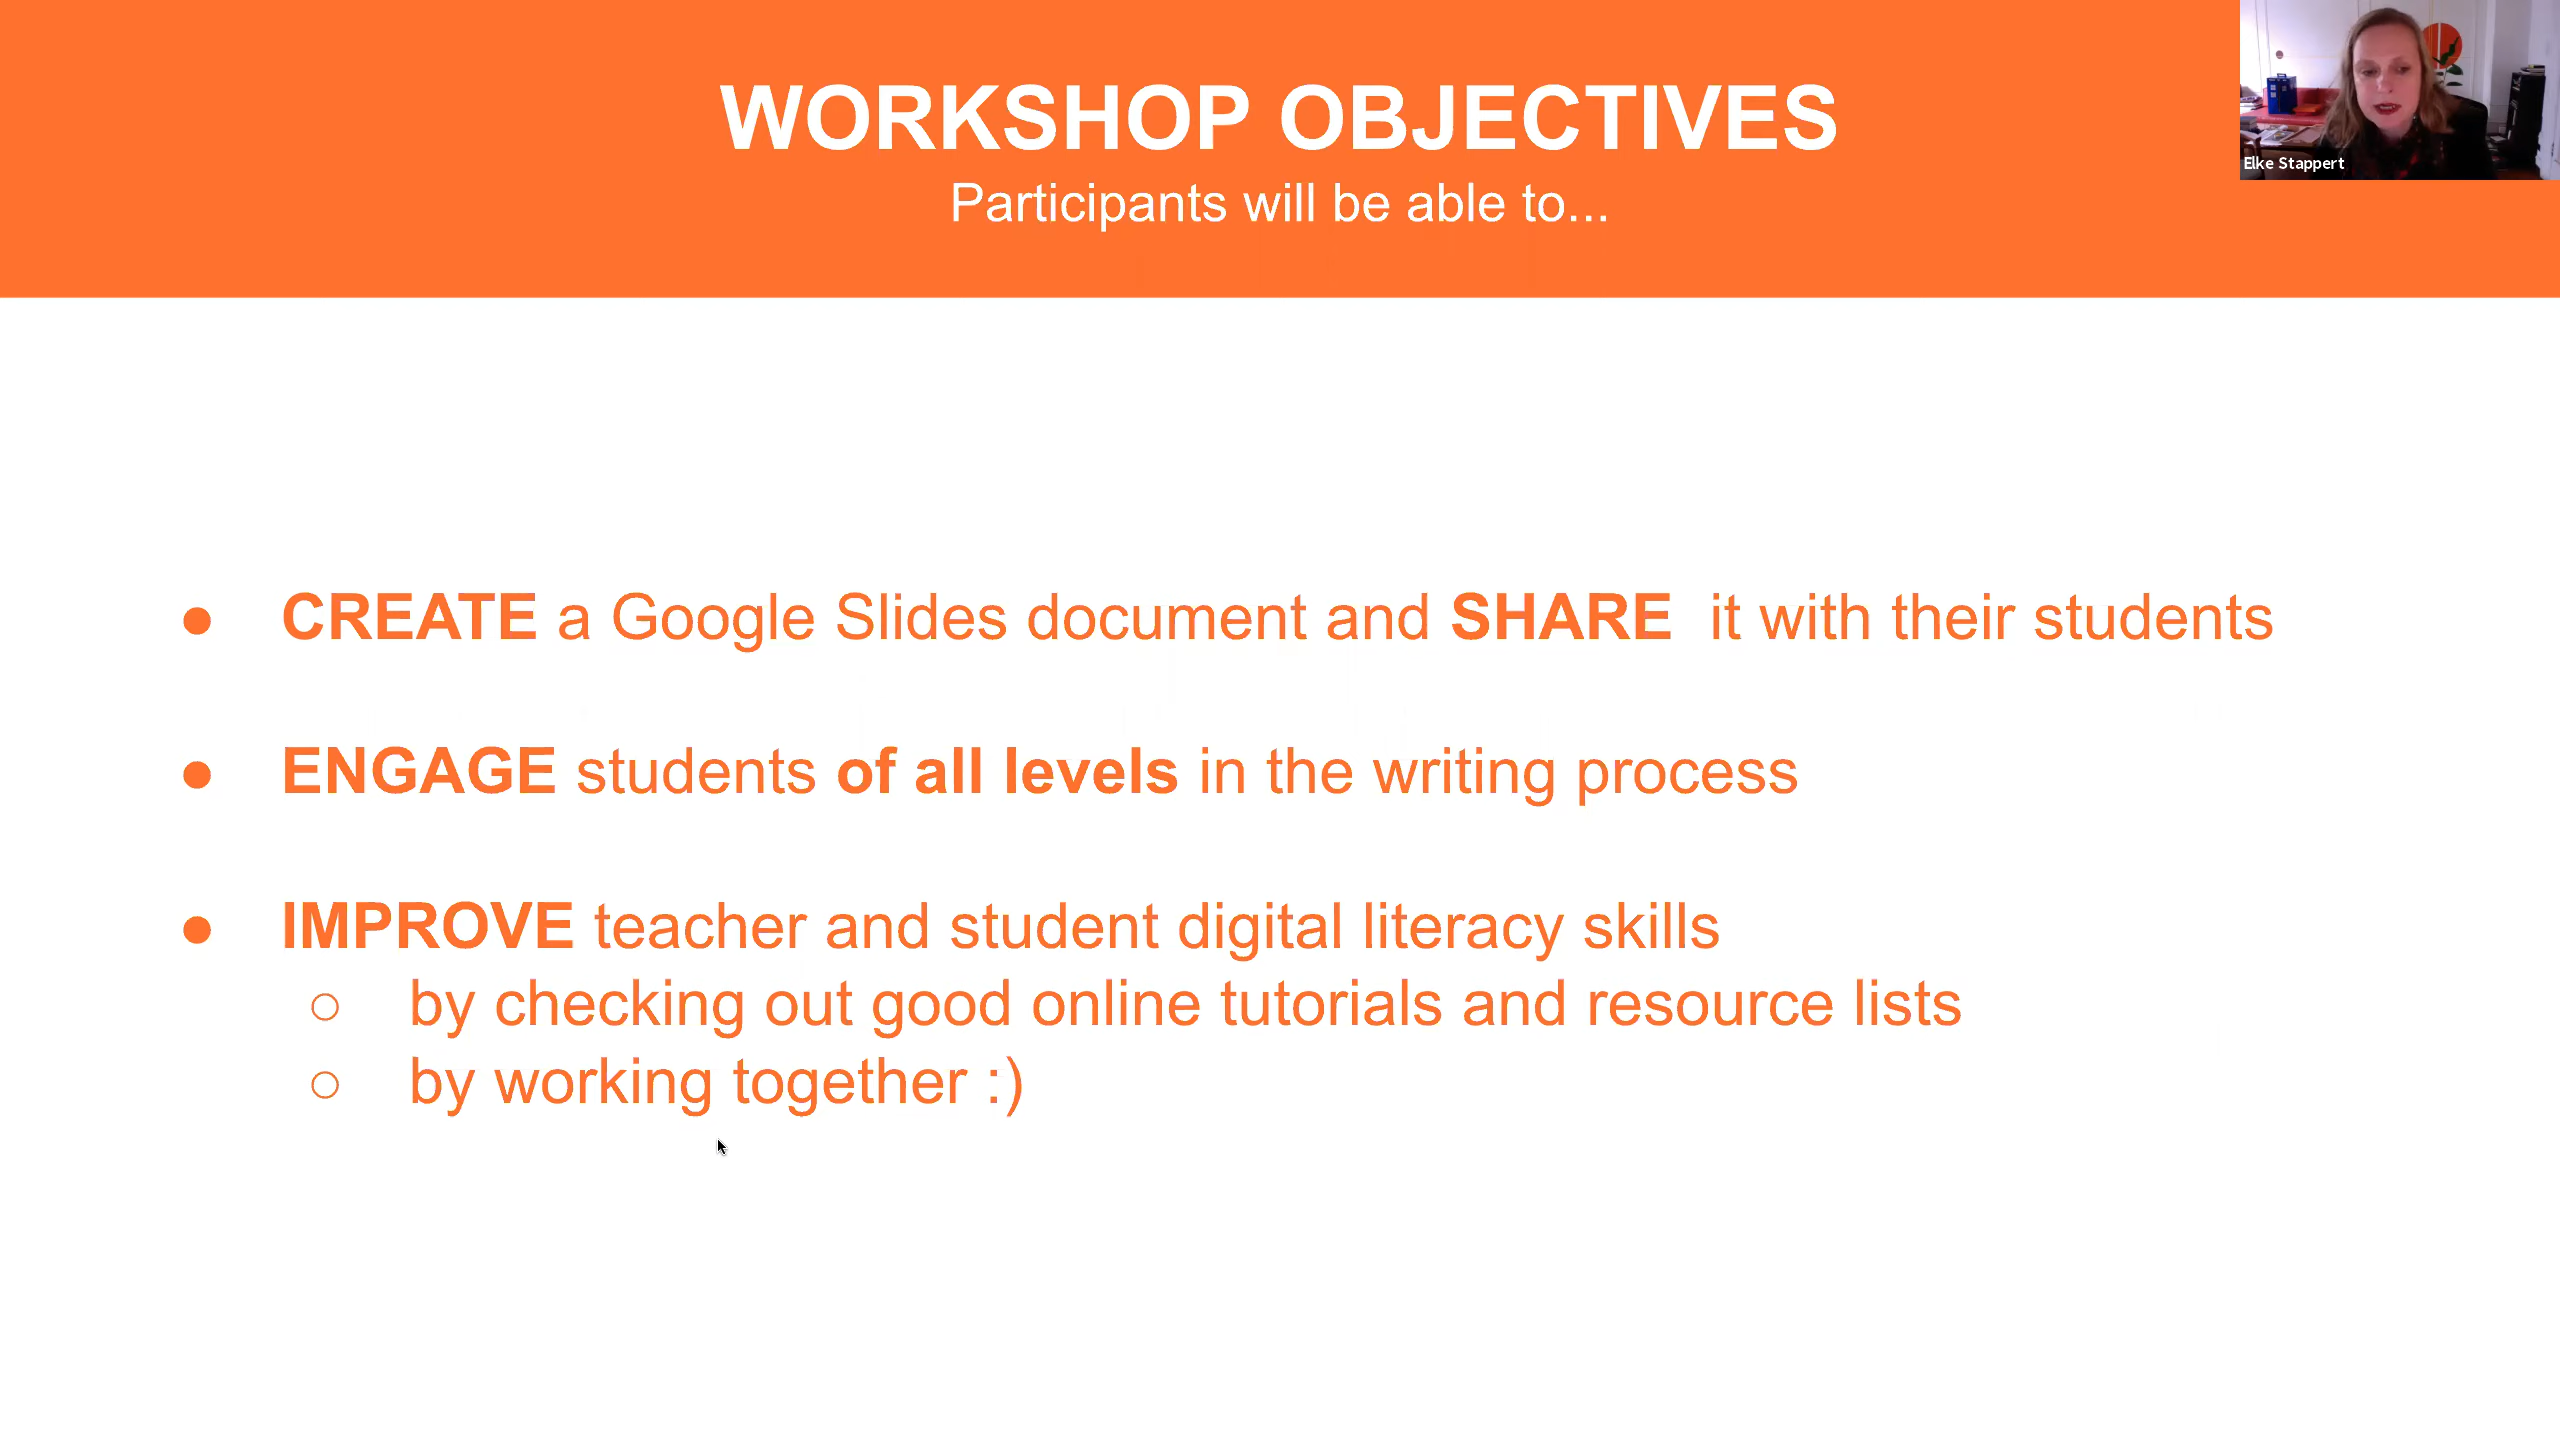 WORKSHOP OBJECTIVES
Participants will be able to...
Elke Stappert
● CREATE a Google Slides document and SHARE  it with their students
● ENGAGE students of all levels in the writing process
● IMPROVE teacher and student digital literacy skills
○ by checking out good online tutorials and resource lists
○ by working together :)